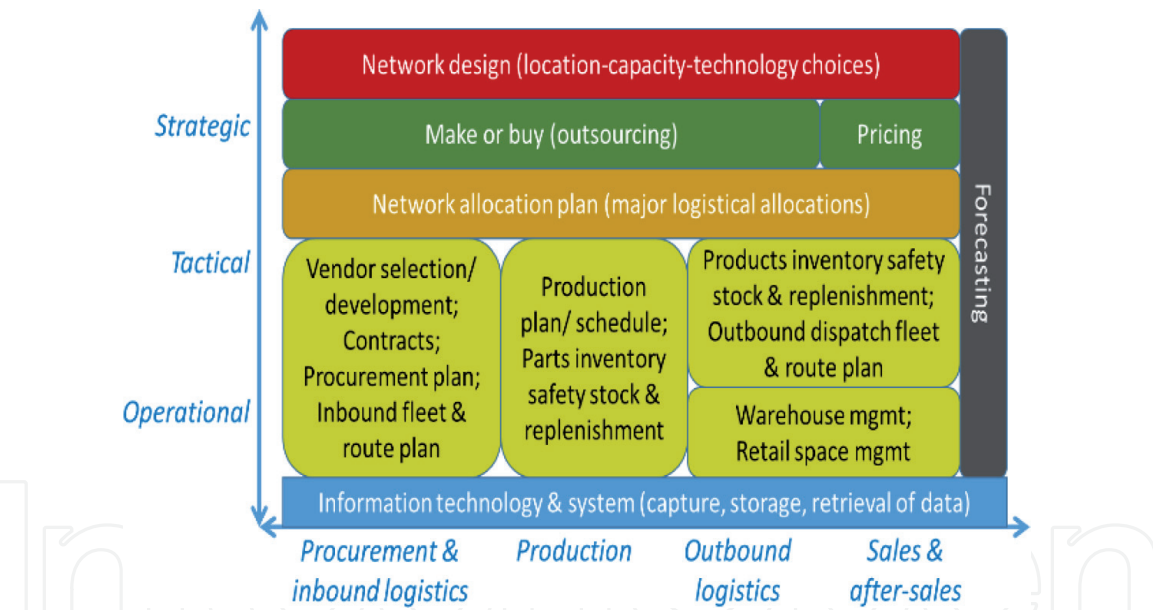 Network design (location-capacity-technology choices)
Strategic
Make or buy (outsourcing)
Pricing
Network allocation plan (major logistical allocations)
Forecasting
Tactical
Vendor selection/
development;
Contracts;
Procurement plan;
Inbound fleet &
route plan
Production
plan/ schedule;
Parts inventory
safety stock &
replenishment
Products inventory safety
stock & replenishment;
Outbound dispatch fleet
& route plan
Operational
Warehouse mgmt;
Retail space mgmt
Information technology & system (capture, storage, retrieval of data)
Procurement &
inbound logistics
Production
Outbound
logistics
Sales &
after-sales